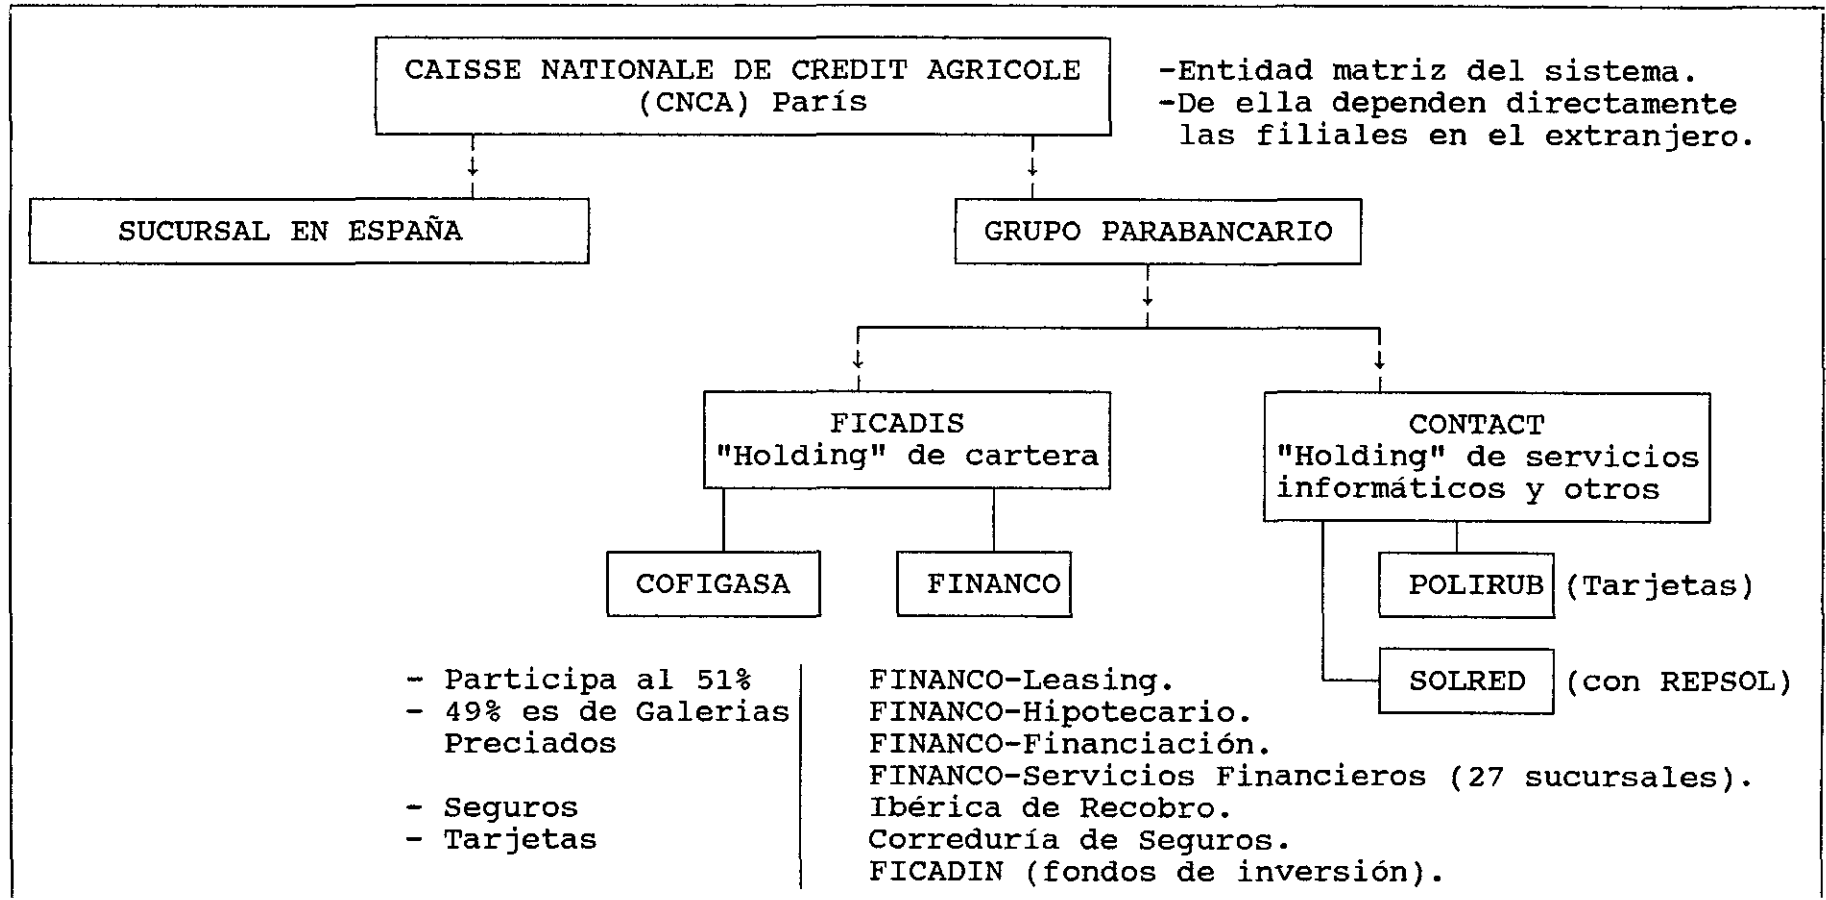 CAISSE NATIONALE DE CREDIT AGRICOLE
(CNCA) París
-Entidad matriz del sistema.
-De ella dependen directamente
las filiales en el extranjero.
SUCURSAL EN ESPAÑA
GRUPO PARABANCARIO
FICADIS
"Holding" de cartera
CONTACT
"Holding" de servicios
informáticos y otros
COFIGASA
FINANCO
POLIRUB (Tarjetas)
SOLRED (con REPSOL)
- Participa al 51%
- 49% es de Galerias
Preciados
- Seguros
- Tarjetas
FINANCO-Leasing.
FINANCO-Hipotecario.
FINANCO-Financiación.
FINANCO-Servicios Financieros (27 sucursales).
Ibérica de Recobro.
Correduría de Seguros.
FICADIN (fondos de inversión).